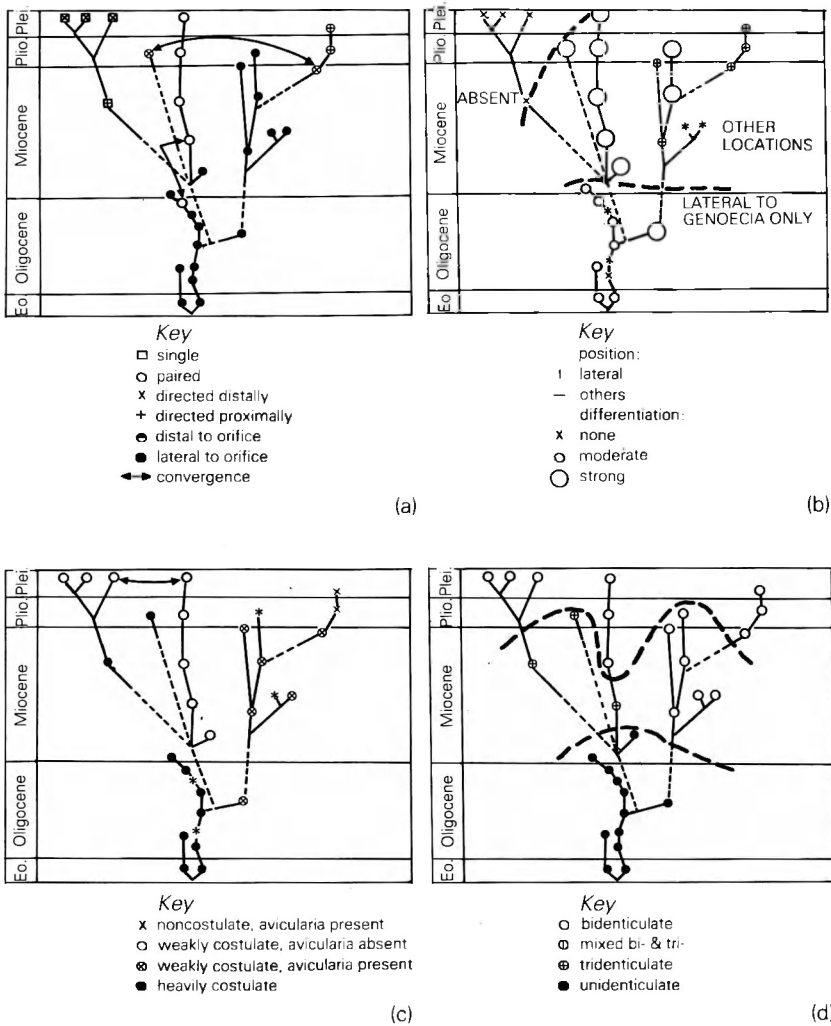 Plio. Plei.
Miocene
Oligocene
Eo.
Key
single
paired
directed distally
directed proximally
distal to orifice
lateral to orifice
convergence
(a)
Plio. Plei.
Miocene
Oligocene
Eo.
ABSENT
OTHER
LOCATIONS
LATERAL TO
GENOECIA ONLY
Key
position:
lateral
others
differentiation:
none
moderate
strong
(b)
Plio. Plei.
Miocene
Oligocene
Eo.
Key
x noncostulate, avicularia present
weakly costulate, avicularia absent
weakly costulate, avicularia present
heavily costulate
(c)
Plio. Plei.
Miocene
Oligocene
Eo.
Key
bidenticulate
mixed bi- & tri-
tridenticulate
unidenticulate
(d)